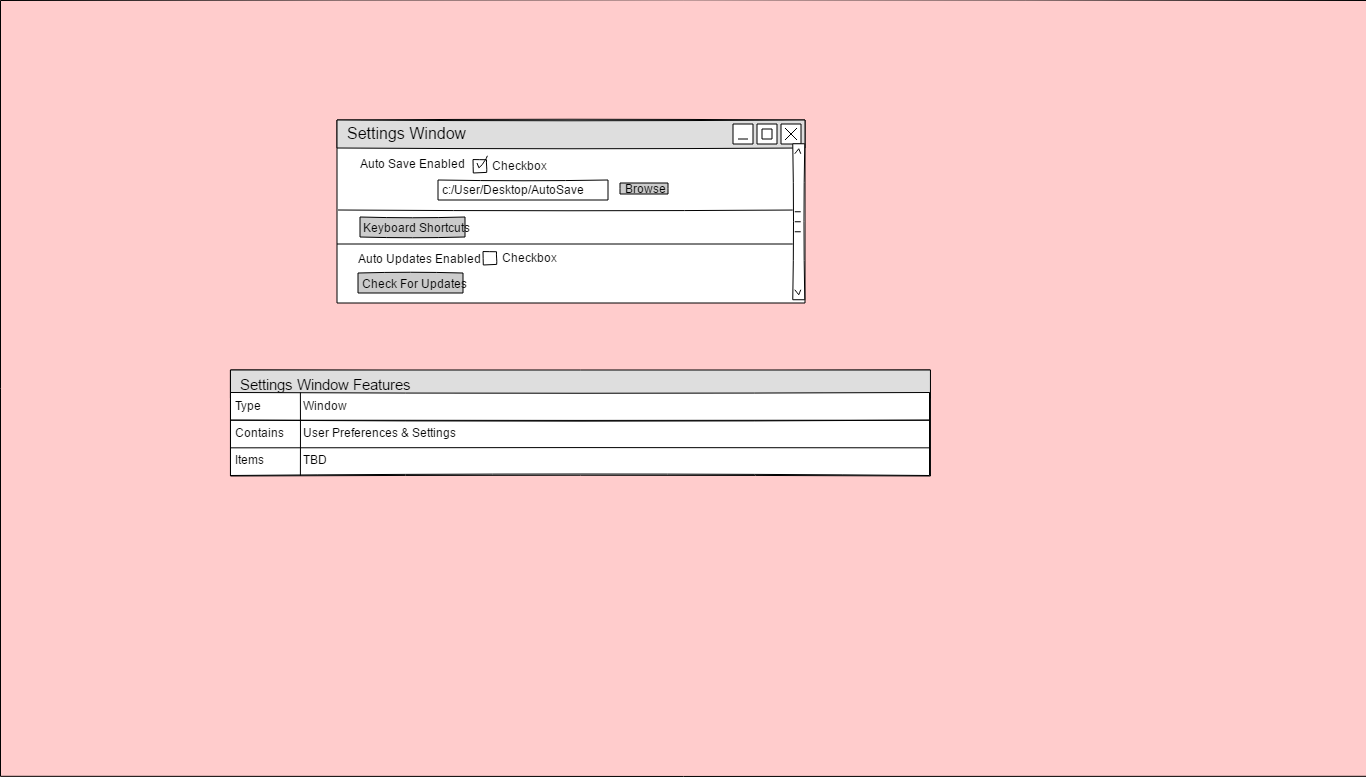 Settings Window
Auto Save Enabled Checkbox
c:/User/Desktop/AutoSave Browse
Keyboard Shortcuts
Auto Updates Enabled Checkbox
Check For Updates
Settings Window Features
Type Window
Contains User Preferences & Settings
Items TBD